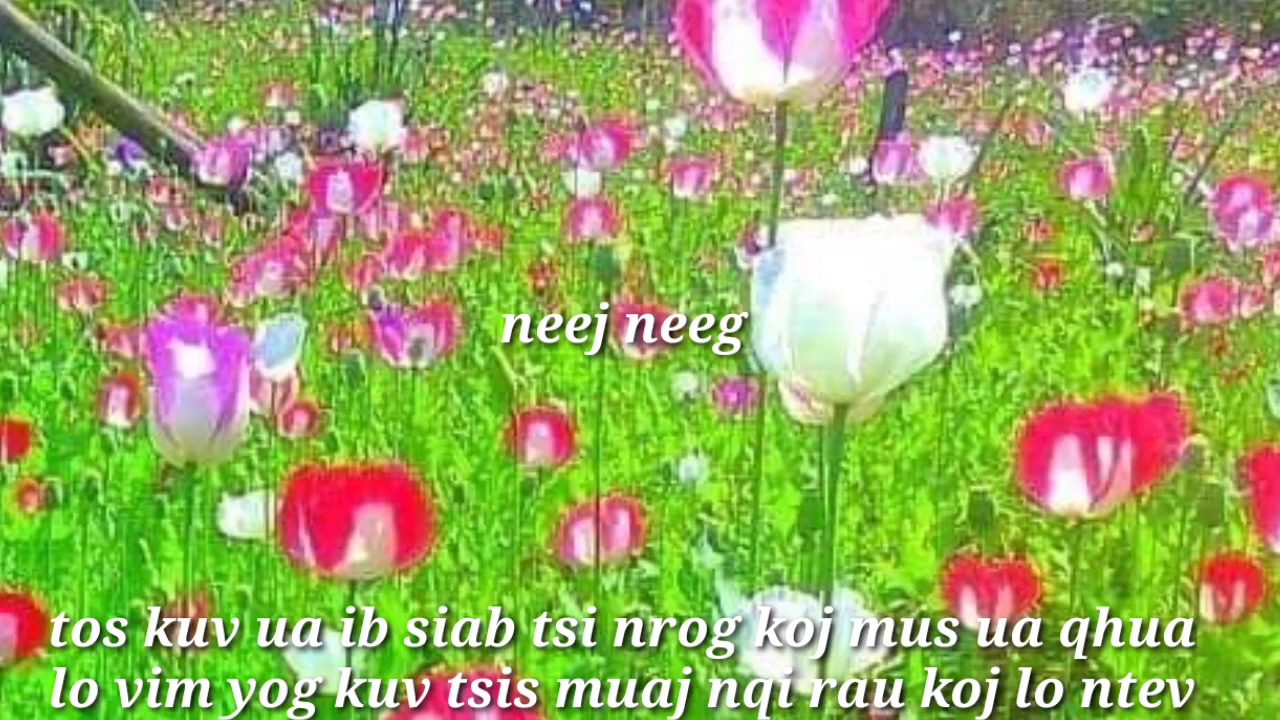 neej neeg
tos kuv ua ib siab tsi nrog koj mus ua qhua
lo vim yog kuv tsis muaj nqi rau koj lo ntev